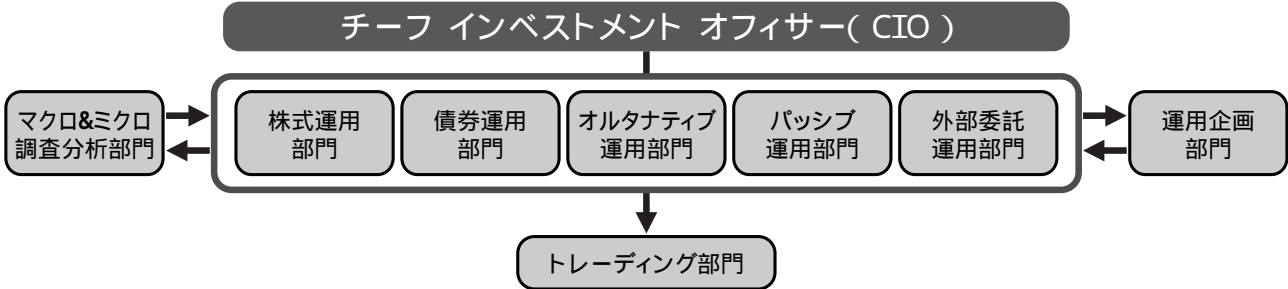 チーフ インベストメント オフィサー( CIO )
マクロ&ミクロ
調査分析部門
株式運用
部門
債券運用
部門
オルタナティブ
運用部門
パッシブ
運用部門
外部委託
運用部門
運用企画
部門
トレーディング部門